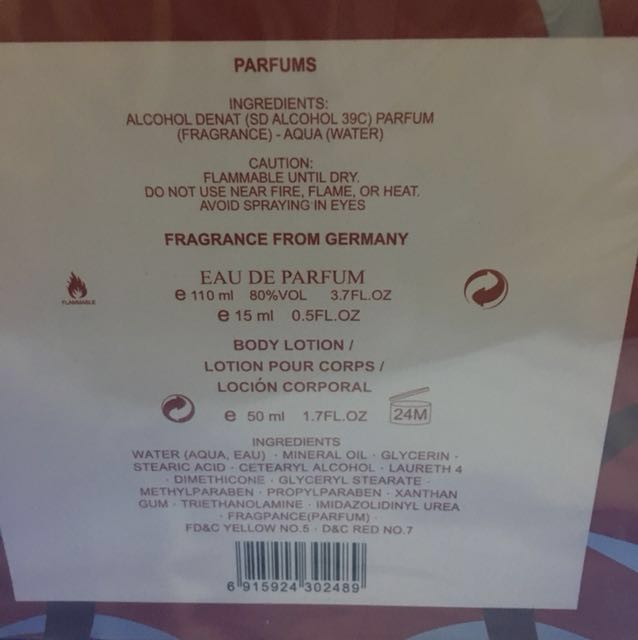 PARFUMS
INGREDIENTS:
ALCOHOL DENAT (SD ALCOHOL 39C) PARFUM
(FRAGRANCE) - AQUA (WATER)
CAUTION:
FLAMMABLE UNTIL DRY.
DO NOT USE NEAR FIRE, FLAME, OR HEAT.
AVOID SPRAYING IN EYES
FRAGRANCE FROM GERMANY
FLAMMABLE
EAU DE PARFUM
e 110 ml 80%VOL 3.7FL.OZ
e 15 ml 0.5FL.OZ
BODY LOTION /
LOTION POUR CORPS /
LOCIÓN CORPORAL
e 50 ml 1.7FL.OZ 24M
INGREDIENTS
WATER (AQUA, EAU) · MINERAL OIL · GLYCERIN ·
STEARIC ACID · CETEARYL ALCOHOL · LAURETH 4
· DIMETHICONE · GLYCERYL STEARATE ·
METHYLPARABEN · PROPYLPARABEN · XANTHAN
GUM · TRIETHANOLAMINE · IMIDAZOLIDINYL UREA
· FRAGPANCE(PARFUM) ·
FD&C YELLOW NO.5 · D&C RED NO.7
6 915924 302489